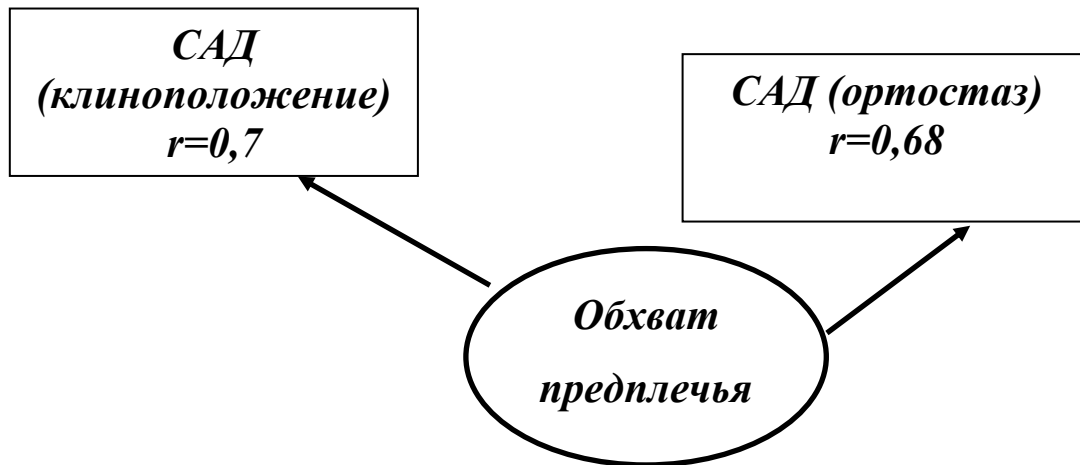 САД
(клиноположение)
r=0,7
САД (ортостаз)
r=0,68
Обхват
предплечья